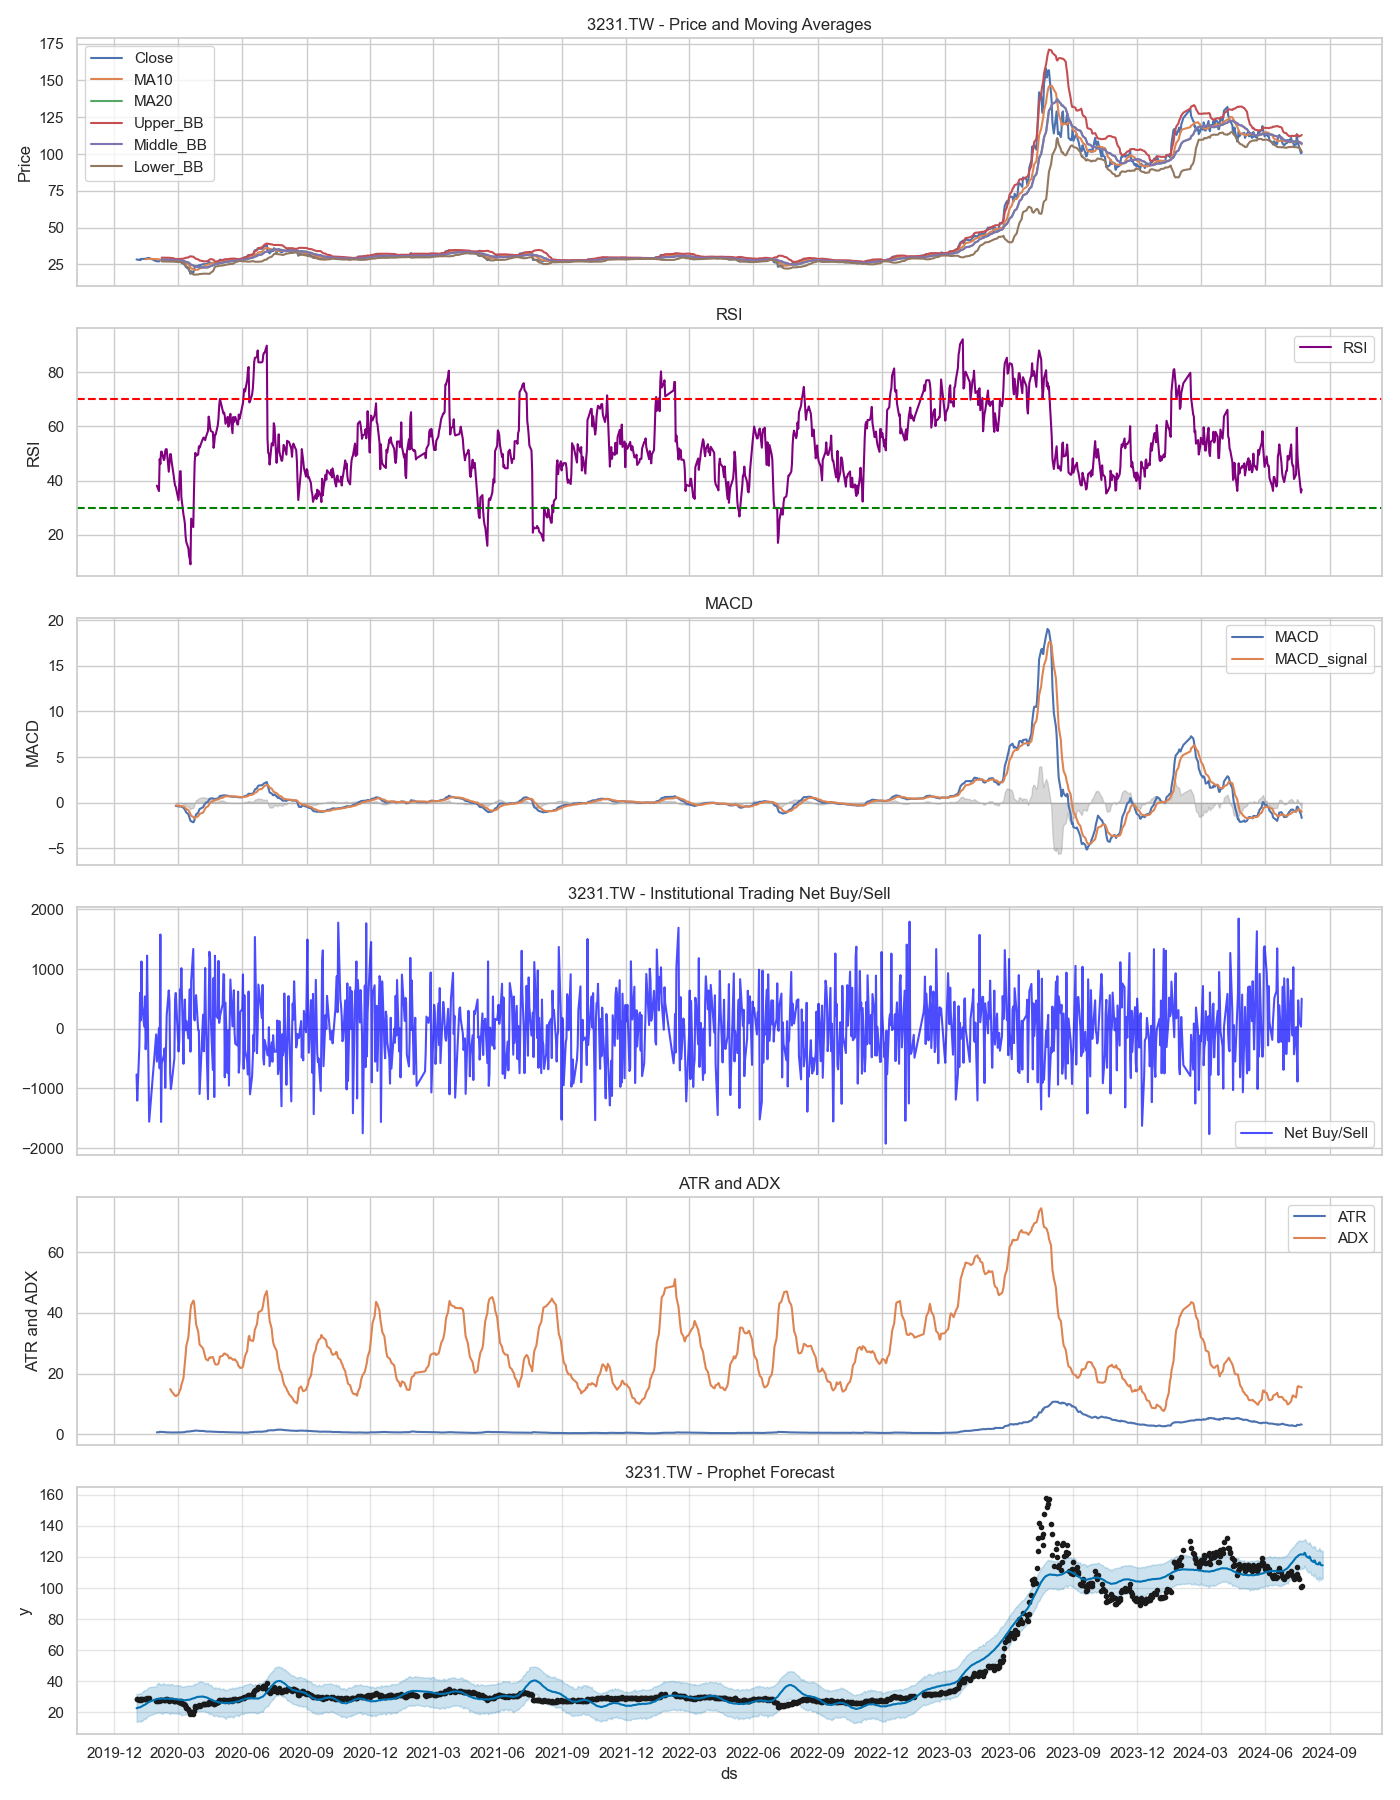 3231.TW - Price and Moving Averages
Price
175
150
125
100
75
50
25
Close
MA10
MA20
Upper_BB
Middle_BB
Lower_BB
RSI
RSI
80
60
40
20
RSI
MACD
MACD
20
15
10
5
0
−5
MACD
MACD_signal
3231.TW - Institutional Trading Net Buy/Sell
2000
1000
0
−1000
−2000
Net Buy/Sell
ATR and ADX
ATR and ADX
60
40
20
0
ATR
ADX
3231.TW - Prophet Forecast
y
160
140
120
100
80
60
40
20
2019-12 2020-03 2020-06 2020-09 2020-12 2021-03 2021-06 2021-09 2021-12 2022-03 2022-06 2022-09 2022-12 2023-03 2023-06 2023-09 2023-12 2024-03 2024-06 2024-09
ds